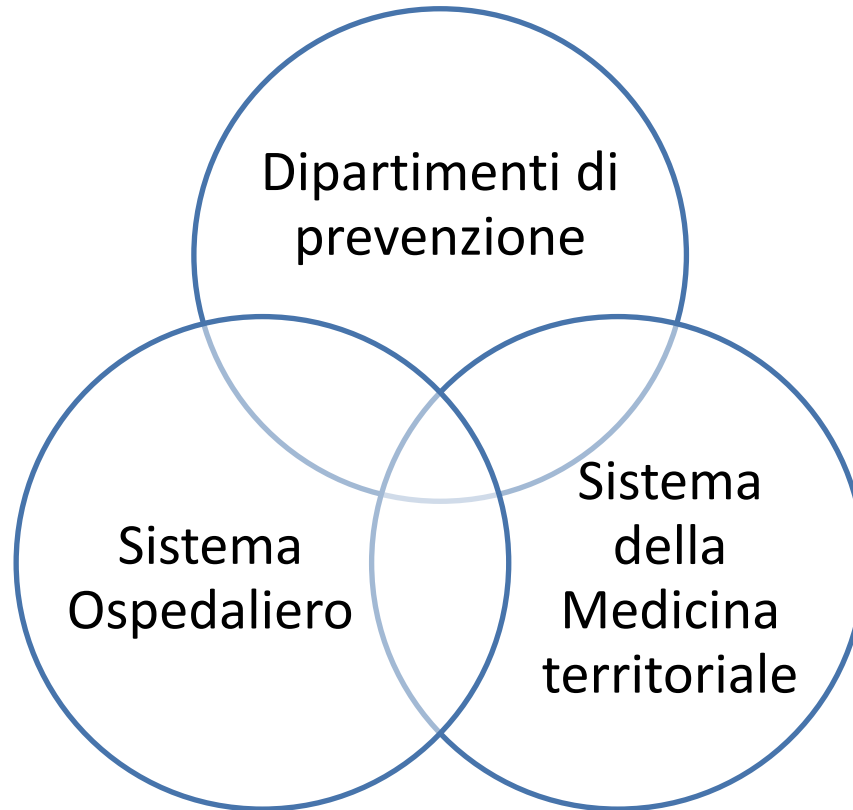 Dipartimenti di
prevenzione
Sistema
Ospedaliero
Sistema
della
Medicina
territoriale